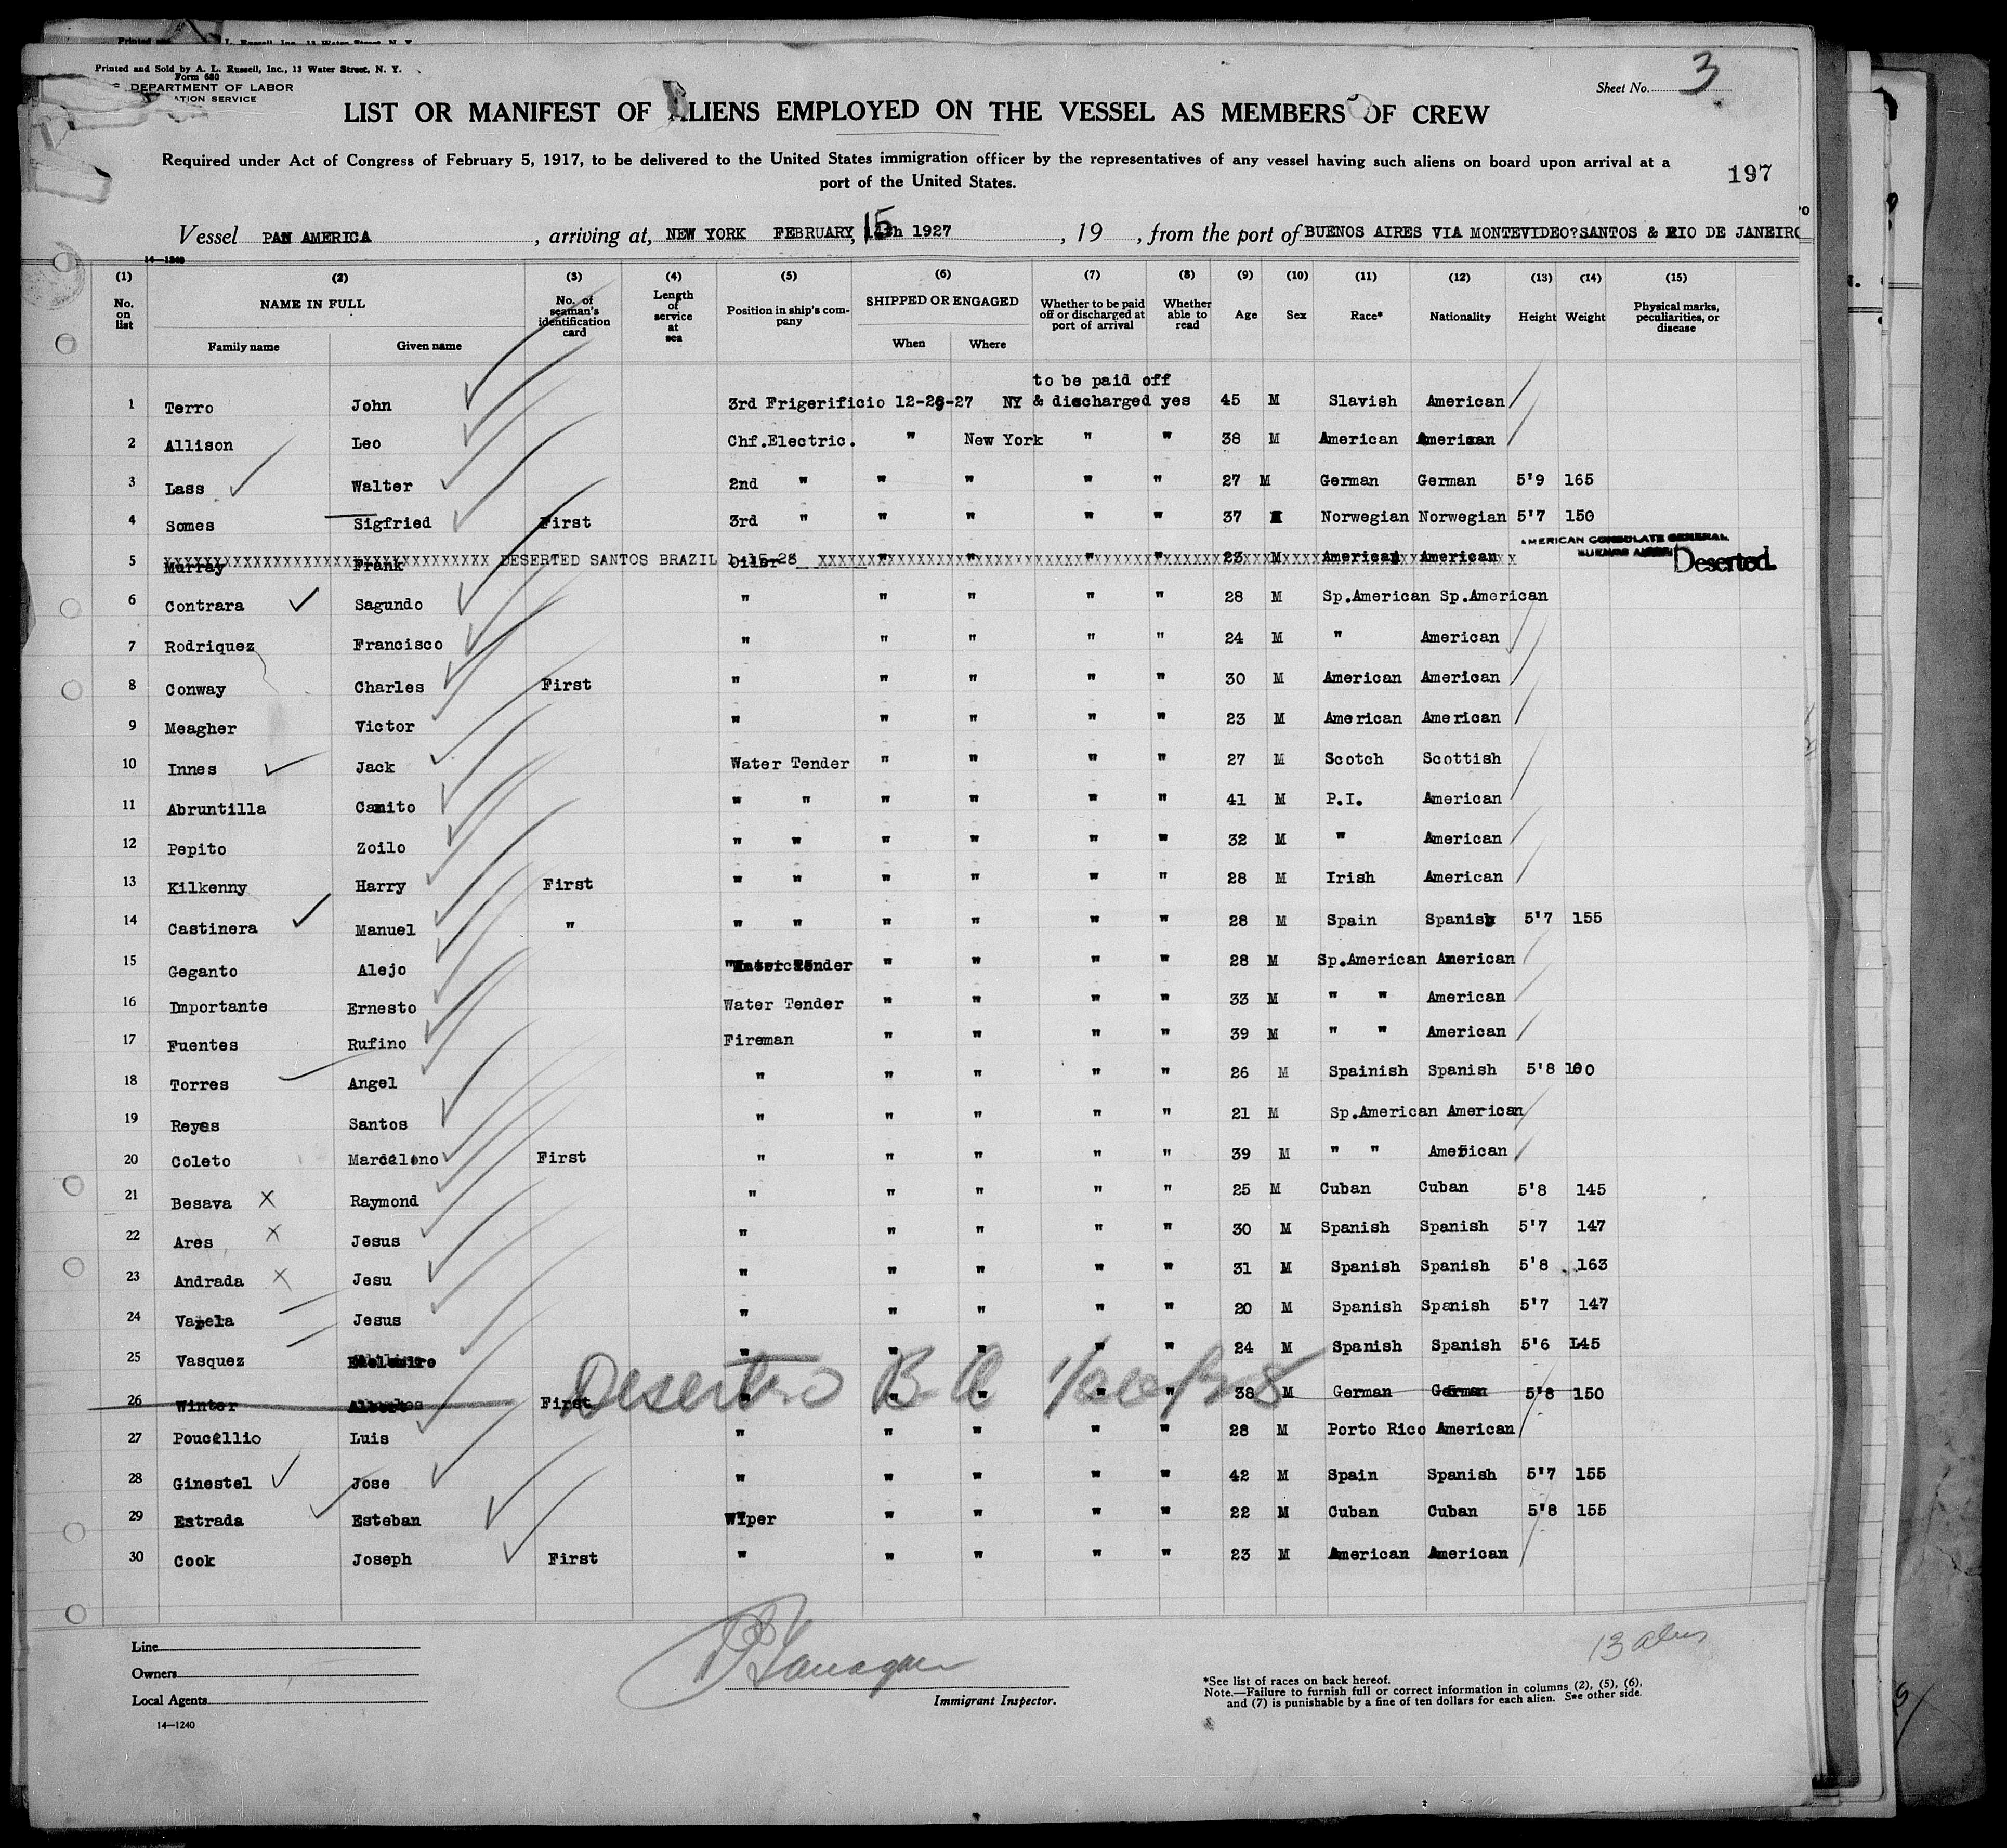 Printed and Sold by A. L. Russell, Inc., 13 Water Street, N. Y.
Form 680
DEPARTMENT OF LABOR
ATION SERVICE
Sheet No. 3
LIST OR MANIFEST OF ALIENS EMPLOYED ON THE VESSEL AS MEMBERS OF CREW
Required under Act of Congress of February 5, 1917, to be delivered to the United States immigration officer by the representatives of any vessel having such aliens on board upon arrival at a
port of the United States.
197
Vessel PAN AMERICA, arriving at, NEW YORK FEBRUARY, 15th 1927, 19 , from the port of BUENOS AIRES VIA MONTEVIDEO?SANTOS & RIO DE JANEIRO
14—1240
(1) (2) (3) (4) (5) (6) (7) (8) (9) (10) (11) (12) (13) (14) (15)
No. on list NAME IN FULL Family name Given name No. of seaman's identification card Length of service at sea Position in ship's company SHIPPED OR ENGAGED When Where Whether to be paid off or discharged at port of arrival Whether able to read Age Sex Race* Nationality Height Weight Physical marks, peculiarities, or disease
to be paid off
1 Terro John 3rd Frigerificio 12-28-27 NY & discharged yes 45 M Slavish American
2 Allison Leo Chf.Electric. " New York " " 38 M American American
3 Lass Walter 2nd " " " " " 27 M German German 5'9 165
4 Somes Sigfried First 3rd " " " " " 37 M Norwegian Norwegian 5'7 150
AMERICAN CONSULATE GENERAL
BUENOS AIRES
5 Murray Frank DESERTED SANTOS BRAZIL 1-15-28 Oiler " " " " 23 M American American Deserted.
6 Contrara Sagundo " " " " " 28 M Sp.American Sp.American
7 Rodriquez Francisco " " " " " 24 M " American
8 Conway Charles First " " " " " 30 M American American
9 Meagher Victor " " " " " 23 M American American
10 Innes Jack Water Tender " " " " 27 M Scotch Scottish
11 Abruntilla Camito " " " " " " 41 M P.I. American
12 Pepito Zoilo " " " " " " 32 M " American
13 Kilkenny Harry First " " " " " " 28 M Irish American
14 Castinera Manuel " " " " " " " 28 M Spain Spanish 5'7 155
15 Geganto Alejo Tender " " " " 28 M Sp.American American
16 Importante Ernesto Water Tender " " " " 33 M " " American
17 Fuentes Rufino Fireman " " " " 39 M " " American
18 Torres Angel " " " " " 26 M Spainish Spanish 5'8
19 Reyes Santos " " " " " 21 M Sp.American American
20 Coleto Marcelono First " " " " " 39 M " " American
21 Besava X Raymond " " " " " 25 M Cuban Cuban 5'8 145
22 Ares X Jesus " " " " " 30 M Spanish Spanish 5'7 147
23 Andrada X Jesu " " " " " 31 M Spanish Spanish 5'8 163
24 Varela Jesus " " " " " 20 M Spanish Spanish 5'7 147
25 Vasquez " " " " " 24 M Spanish Spanish 5'6 145
26 Winter First " " " " " 38 M German German 5'8 150
Deserted B A 1/26/28
27 Poucellio Luis " " " " " 28 M Porto Rico American
28 Ginestel Jose " " " " " 42 M Spain Spanish 5'7 155
29 Estrada Esteban Wiper " " " " 22 M Cuban Cuban 5'8 155
30 Cook Joseph First " " " " " 23 M American American
13 aliens
Line
Owners
Local Agents
14—1240
Immigrant Inspector.
*See list of races on back hereof.
Note.—Failure to furnish full or correct information in columns (2), (5), (6),
and (7) is punishable by a fine of ten dollars for each alien. See other side.